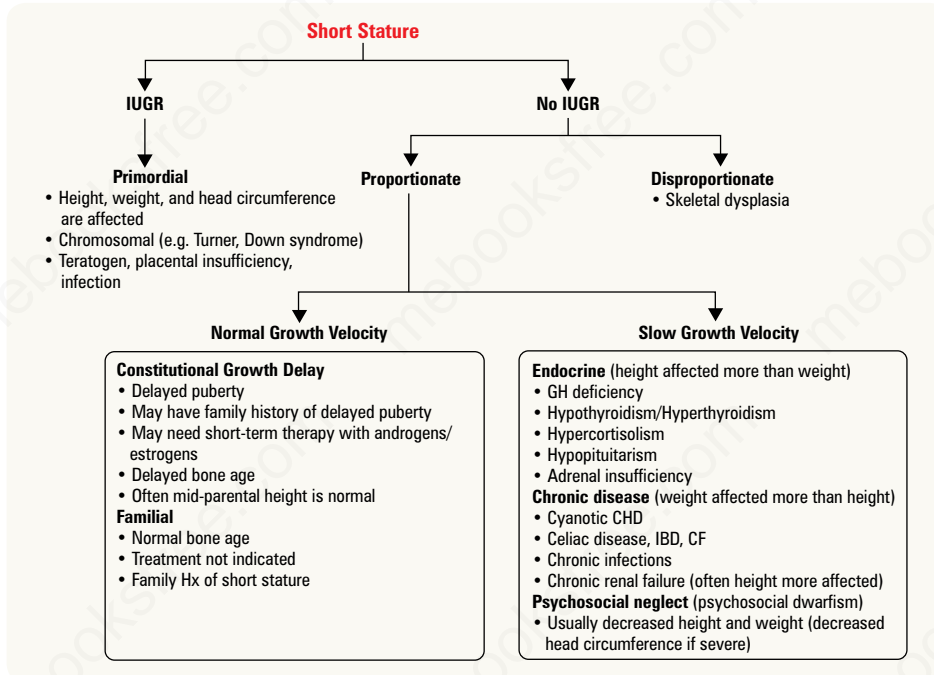 Short Stature
IUGR
No IUGR
Primordial
• Height, weight, and head circumference
are affected
• Chromosomal (e.g. Turner, Down syndrome)
• Teratogen, placental insufficiency,
infection
Proportionate
Disproportionate
• Skeletal dysplasia
Normal Growth Velocity
Constitutional Growth Delay
• Delayed puberty
• May have family history of delayed puberty
• May need short-term therapy with androgens/
estrogens
• Delayed bone age
• Often mid-parental height is normal
Familial
• Normal bone age
• Treatment not indicated
• Family Hx of short stature
Slow Growth Velocity
Endocrine (height affected more than weight)
• GH deficiency
• Hypothyroidism/Hyperthyroidism
• Hypercortisolism
• Hypopituitarism
• Adrenal insufficiency
Chronic disease (weight affected more than height)
• Cyanotic CHD
• Celiac disease, IBD, CF
• Chronic infections
• Chronic renal failure (often height more affected)
Psychosocial neglect (psychosocial dwarfism)
• Usually decreased height and weight (decreased
head circumference if severe)